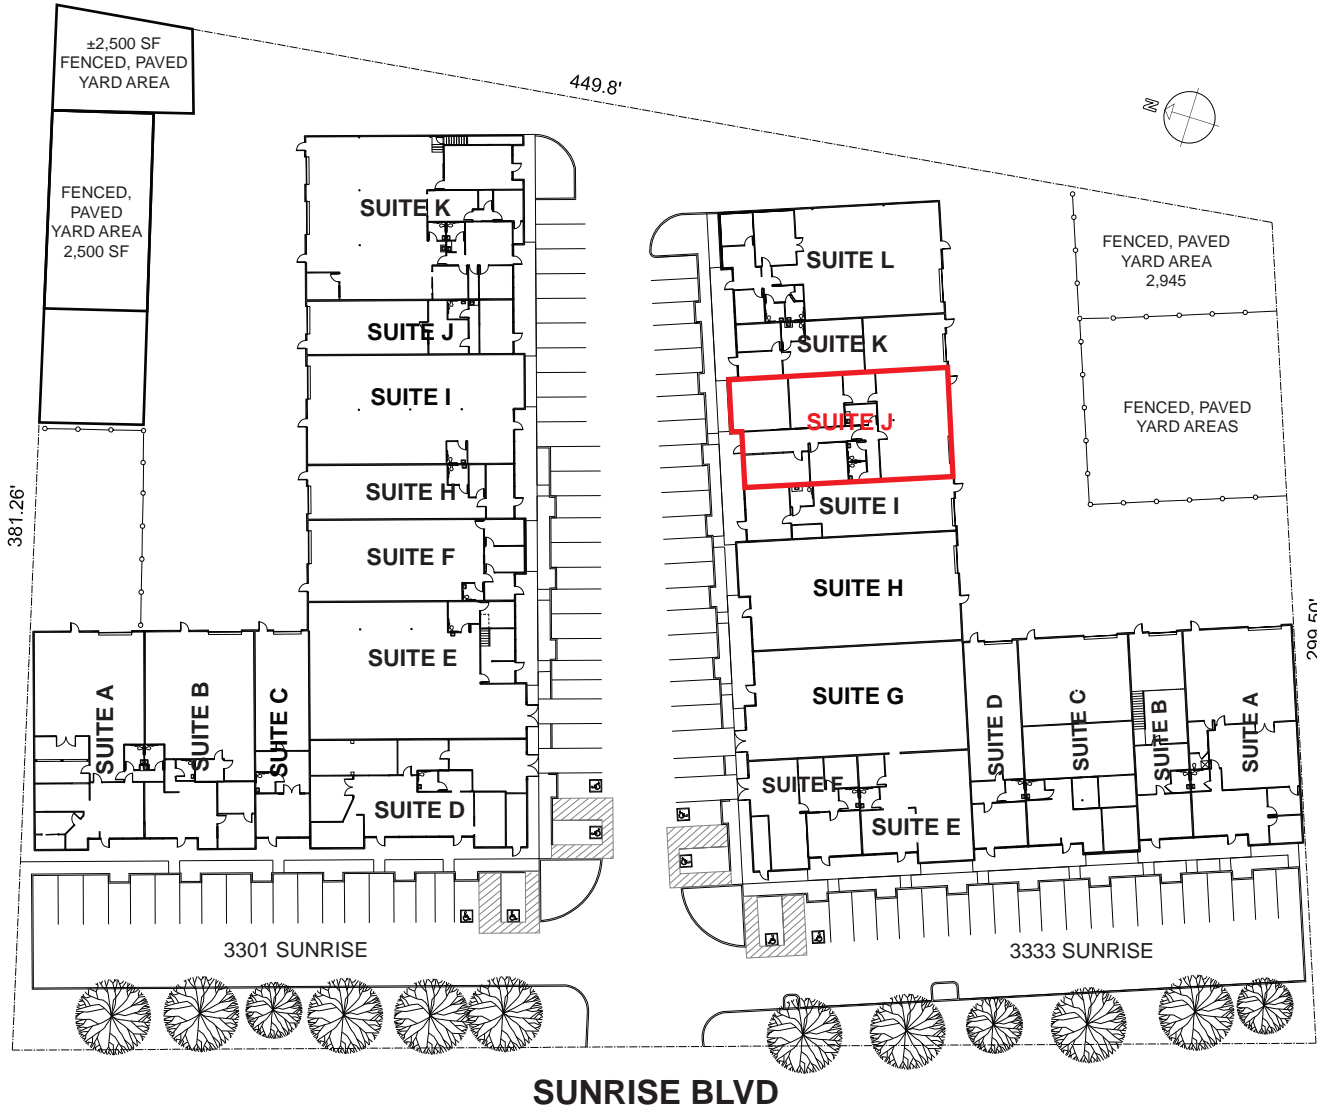 ±2,500 SF
FENCED, PAVED
YARD AREA
449.8'
N
FENCED,
PAVED
YARD AREA
2,500 SF
SUITE K
SUITE J
SUITE I
SUITE H
SUITE F
SUITE E
SUITE D
SUITE A
SUITE B
SUITE C
381.26'
SUITE L
SUITE K
SUITE J
SUITE I
SUITE H
SUITE G
SUITE F
SUITE E
SUITE D
SUITE C
SUITE B
SUITE A
FENCED, PAVED
YARD AREA
2,945
FENCED, PAVED
YARD AREAS
299.50'
3301 SUNRISE
3333 SUNRISE
SUNRISE BLVD